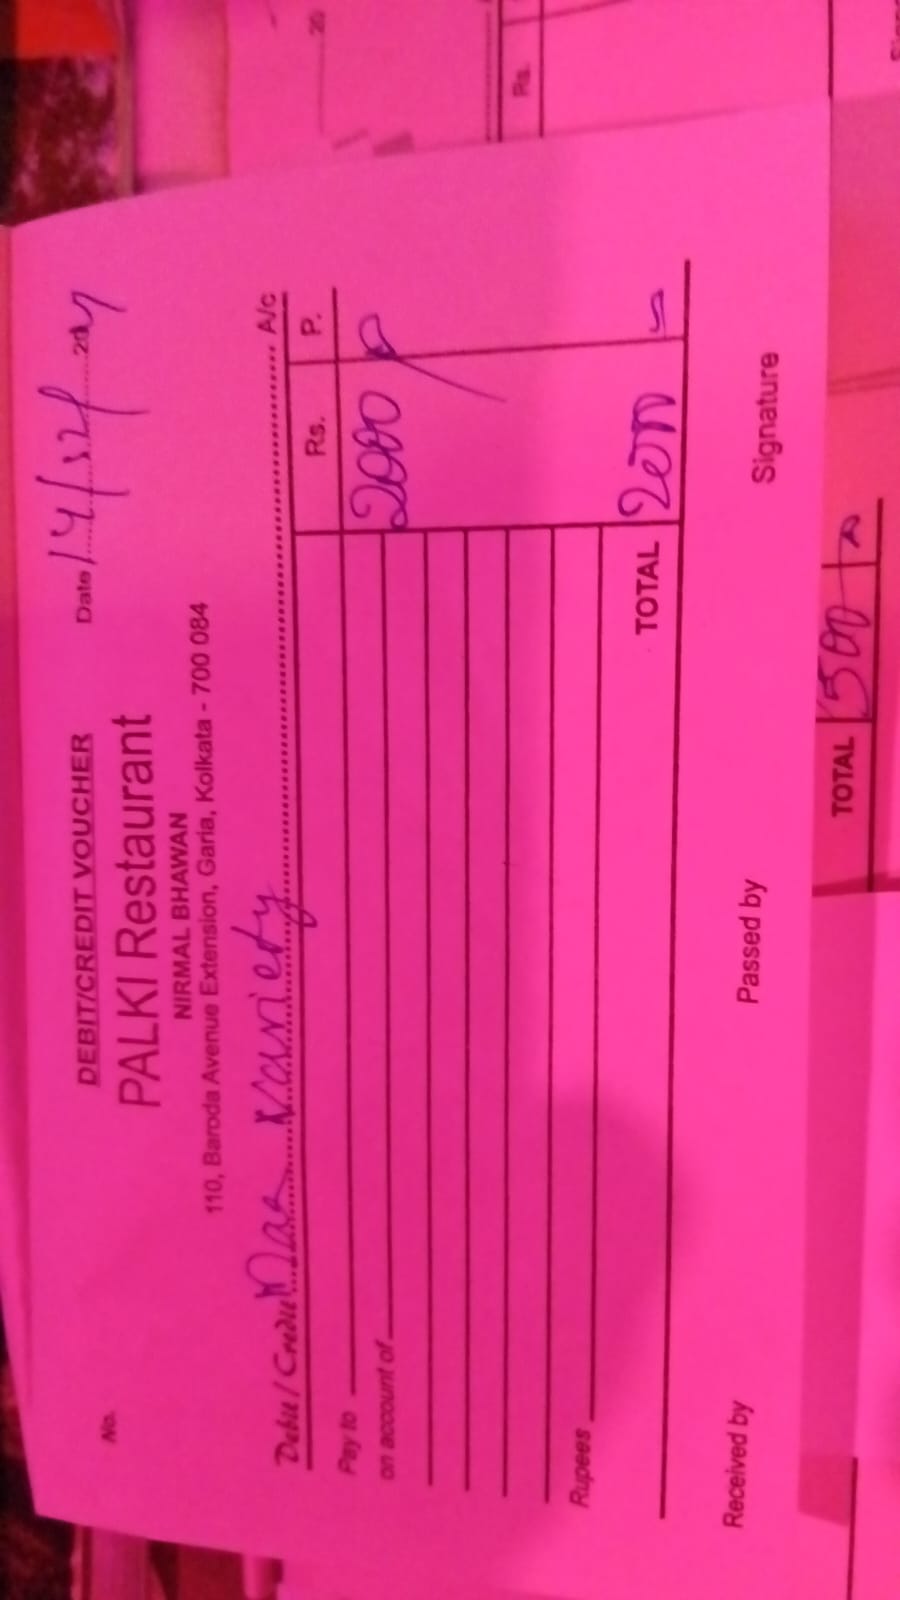 No.
DEBIT/CREDIT VOUCHER
Date 14/12/
PALKI Restaurant
NIRMAL BHAWAN
110, Baroda Avenue Extension, Garia, Kolkata - 700 084
Debit / Credit Maa Variety A/c
Rs. P.
Pay to 2000
on account of
Rupees
TOTAL
Received by Passed by Signature
TOTAL 500
20
Rs.